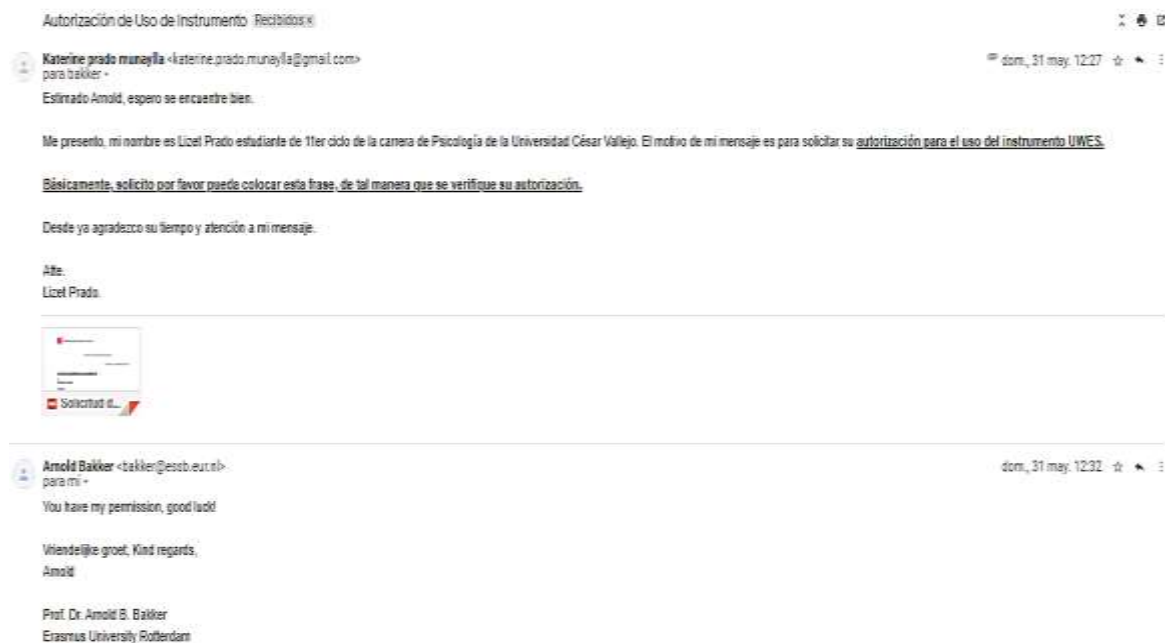 Autorización de Uso de Instrumento Recibidos x
Katerine prado munaylla <katerine.prado.munaylla@gmail.com>
dom., 31 may. 12:27
para bakker
Estimado Arnold, espero se encuentre bien.
Me presento, mi nombre es Lizet Prado estudiante de 11er ciclo de la carrera de Psicología de la Universidad César Vallejo. El motivo de mi mensaje es para solicitar su autorización para el uso del instrumento UWES.
Básicamente, solicito por favor pueda colocar esta frase, de tal manera que se verifique su autorización.
Desde ya agradezco su tiempo y atención a mi mensaje.
Atte.
Lizet Prado.
Solicitud d...
Arnold Bakker <bakker@essb.eur.nl>
dom., 31 may. 12:32
para mí
You have my permission, good luck!
Vriendelijke groet, Kind regards,
Arnold
Prof. Dr. Arnold B. Bakker
Erasmus University Rotterdam